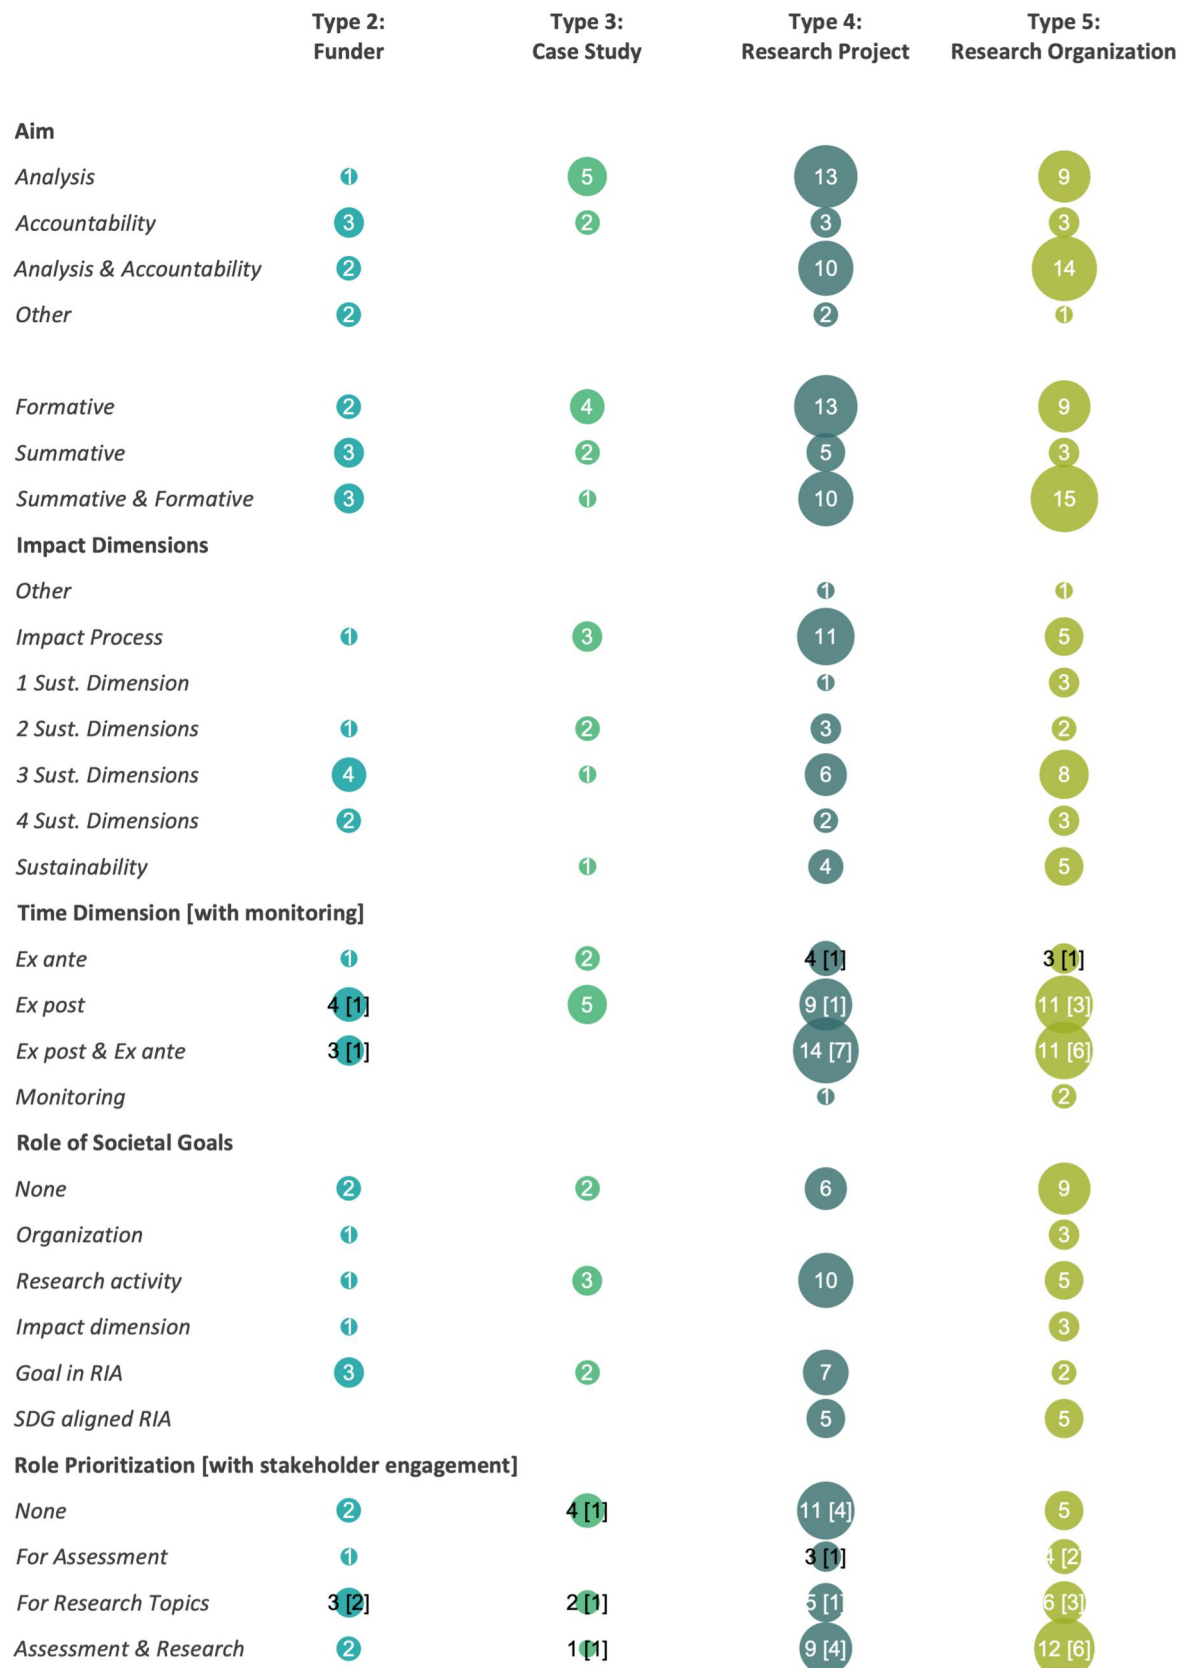 Type 2: Type 3: Type 4: Type 5:
Funder Case Study Research Project Research Organization
Aim
Analysis 1 5 13 9
Accountability 3 2 3 3
Analysis & Accountability 2 10 14
Other 2 2 1
Formative 2 4 13 9
Summative 3 2 5 3
Summative & Formative 3 1 10 15
Impact Dimensions
Other 1 1
Impact Process 1 3 11 5
1 Sust. Dimension 1 3
2 Sust. Dimensions 1 2 3 2
3 Sust. Dimensions 4 1 6 8
4 Sust. Dimensions 2 2 3
Sustainability 1 4 5
Time Dimension [with monitoring]
Ex ante 1 2 4 [1] 3 [1]
Ex post 4 [1] 5 9 [1] 11 [3]
Ex post & Ex ante 3 [1] 14 [7] 11 [6]
Monitoring 1 2
Role of Societal Goals
None 2 2 6 9
Organization 1 3
Research activity 1 3 10 5
Impact dimension 1 3
Goal in RIA 3 2 7 2
SDG aligned RIA 5 5
Role Prioritization [with stakeholder engagement]
None 2 4 [1] 11 [4] 5
For Assessment 1 3 [1] 4 [2]
For Research Topics 3 [2] 2 [1] 5 [1] 6 [3]
Assessment & Research 2 1 [1] 9 [4] 12 [6]